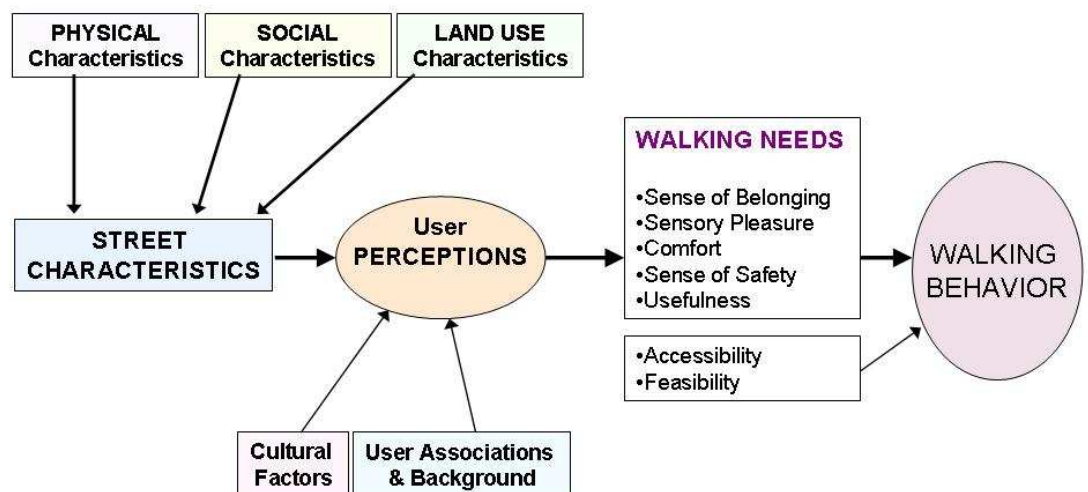 PHYSICAL
Characteristics
SOCIAL
Characteristics
LAND USE
Characteristics
STREET
CHARACTERISTICS
User
PERCEPTIONS
WALKING NEEDS
•Sense of Belonging
•Sensory Pleasure
•Comfort
•Sense of Safety
•Usefulness
•Accessibility
•Feasibility
WALKING
BEHAVIOR
Cultural
Factors
User Associations
& Background